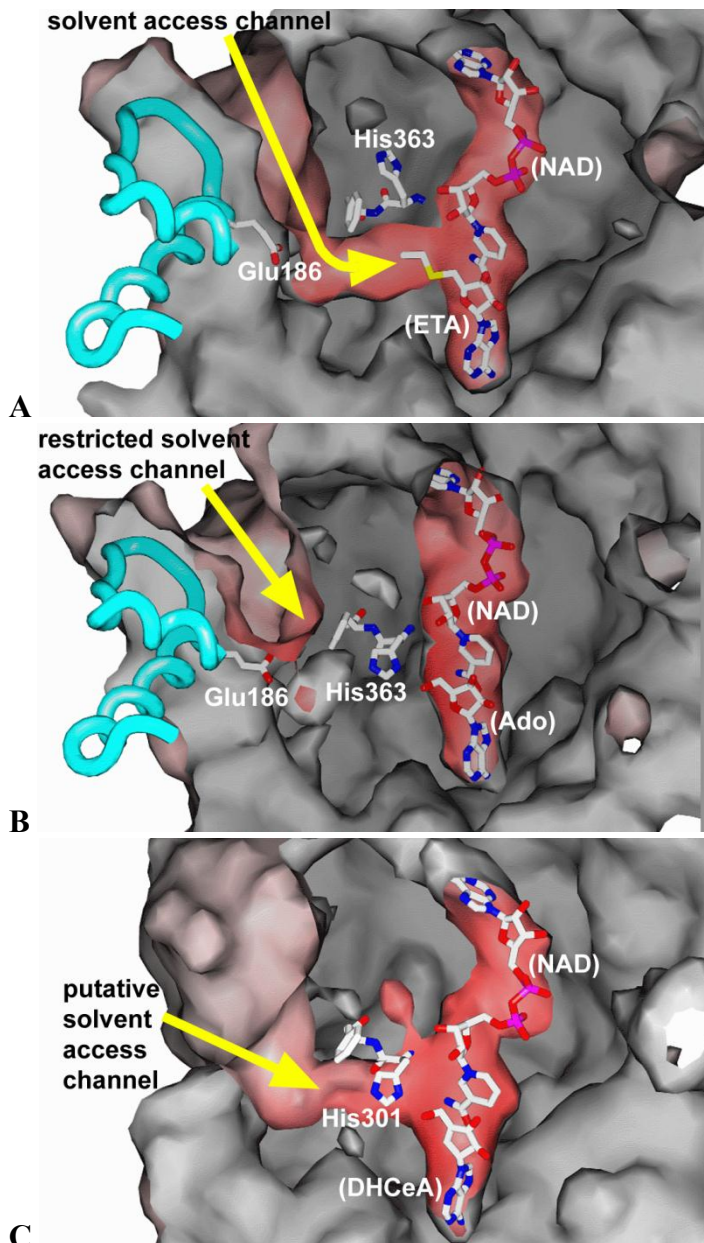 solvent access channel
His363
(NAD)
Glu186
(ETA)
A
restricted solvent
access channel
(NAD)
Glu186
His363
(Ado)
B
(NAD)
putative
solvent
access
channel
His301
(DHCeA)
C